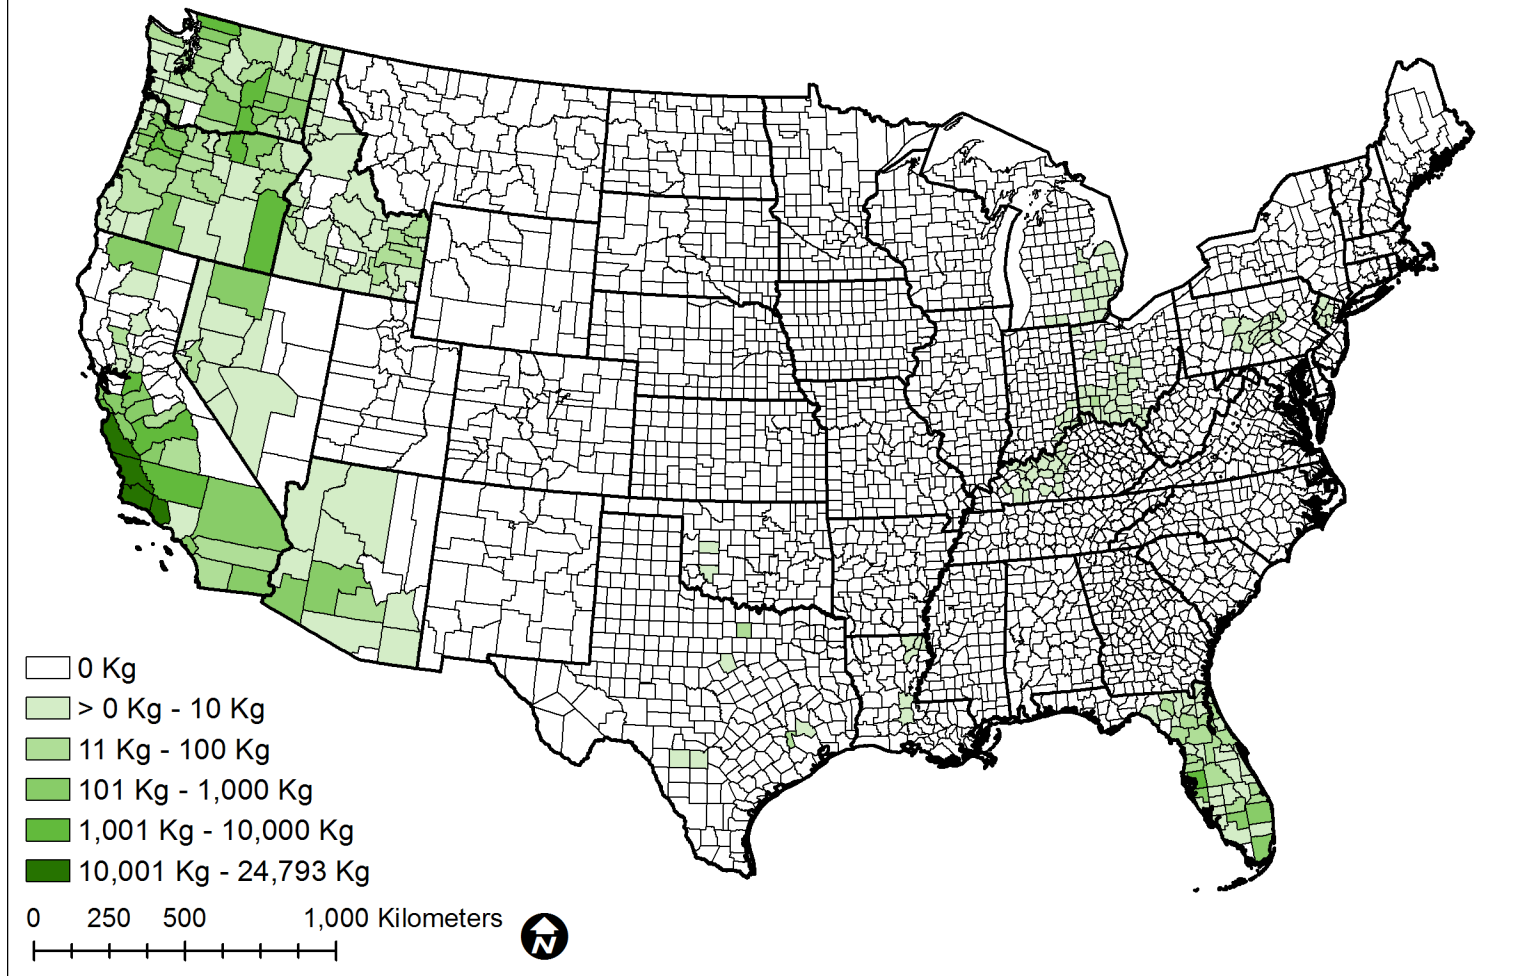 0 Kg
> 0 Kg - 10 Kg
11 Kg - 100 Kg
101 Kg - 1,000 Kg
1,001 Kg - 10,000 Kg
10,001 Kg - 24,793 Kg
0 250 500 1,000 Kilometers
N